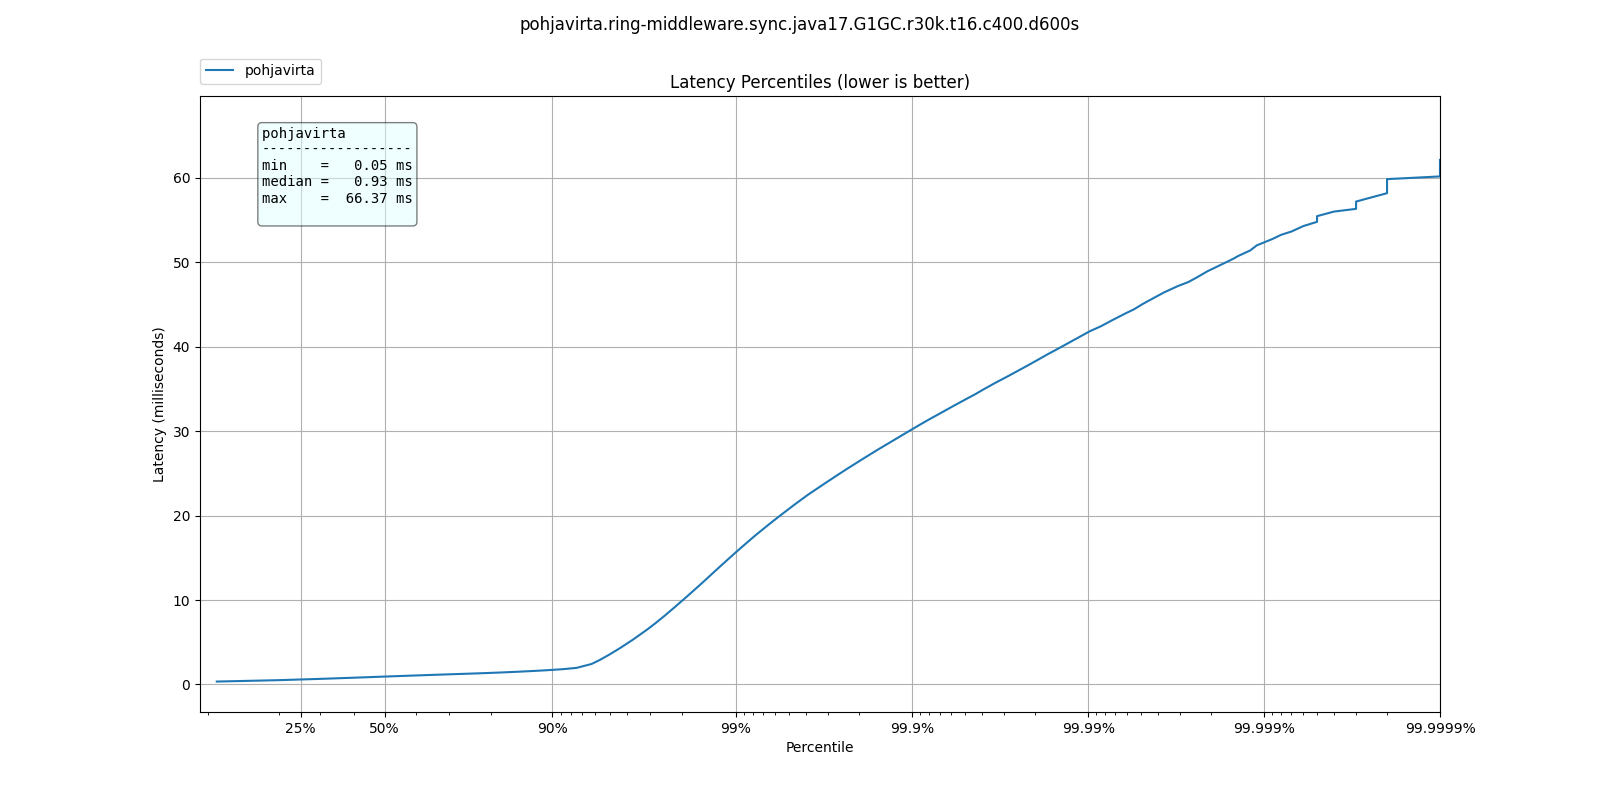 pohjavirta.ring-middleware.sync.java17.G1GC.r30k.t16.c400.d600s
pohjavirta
Latency Percentiles (lower is better)
pohjavirta
------------------
min    =   0.05 ms
median =   0.93 ms
max    =  66.37 ms
60
50
40
30
20
10
0
Latency (milliseconds)
25% 50% 90% 99% 99.9% 99.99% 99.999% 99.9999%
Percentile